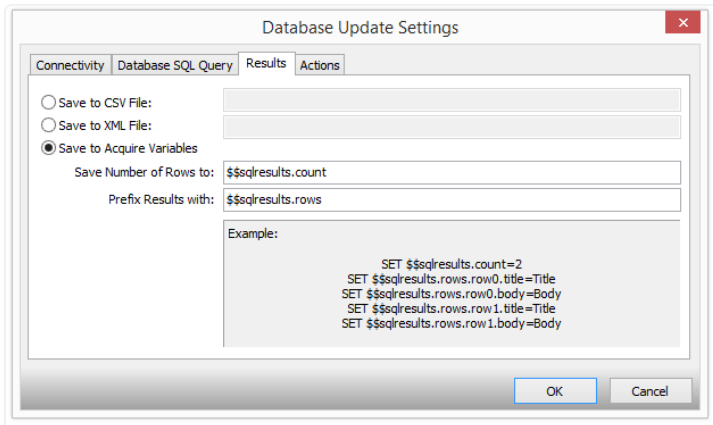 Database Update Settings
Connectivity Database SQL Query Results Actions
Save to CSV File:
Save to XML File:
Save to Acquire Variables
Save Number of Rows to: $$sqlresults.count
Prefix Results with: $$sqlresults.rows
Example:
SET $$sqlresults.count=2
SET $$sqlresults.rows.row0.title=Title
SET $$sqlresults.rows.row0.body=Body
SET $$sqlresults.rows.row1.title=Title
SET $$sqlresults.rows.row1.body=Body
OK Cancel